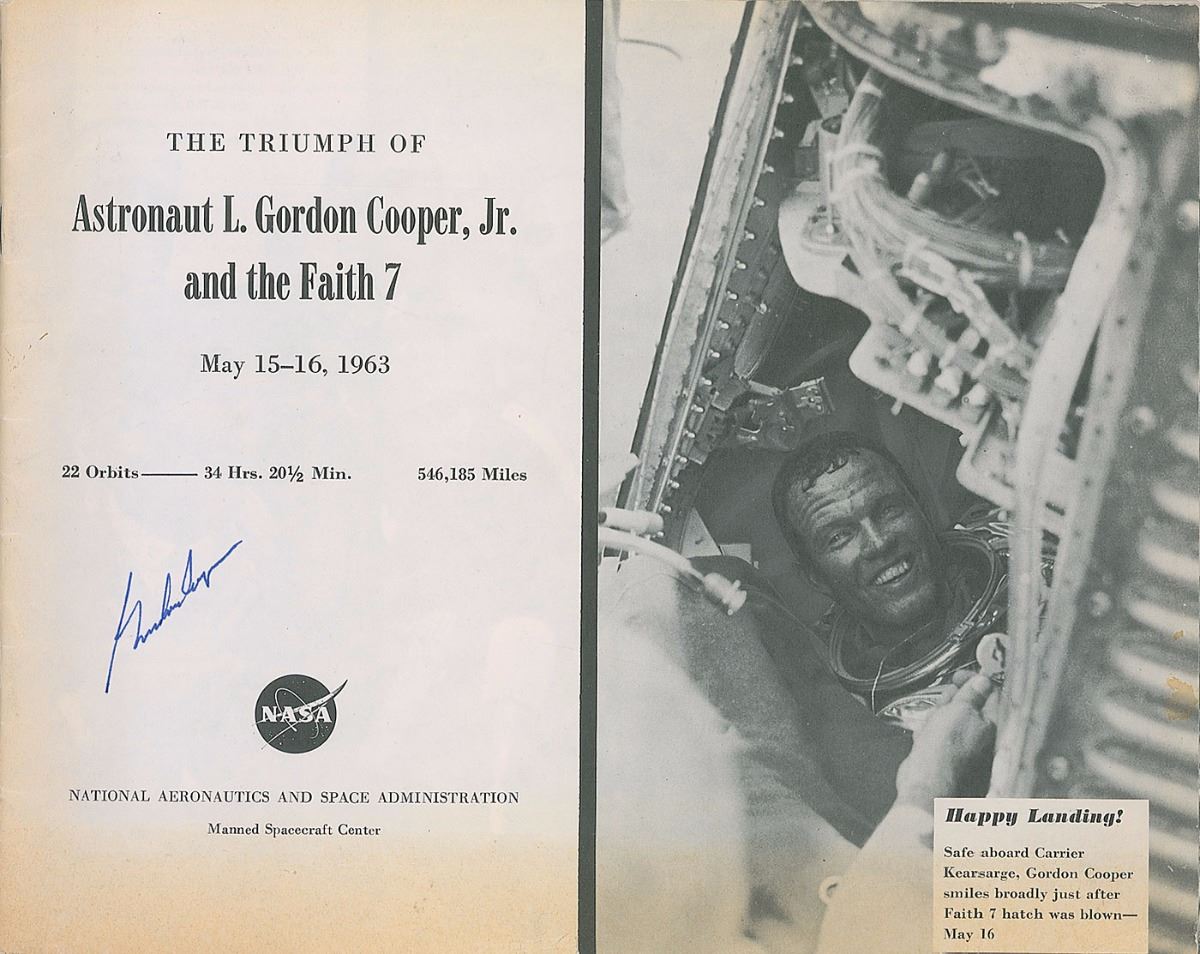 THE TRIUMPH OF
Astronaut L. Gordon Cooper, Jr.
and the Faith 7
May 15–16, 1963
22 Orbits—— 34 Hrs. 20½ Min. 546,185 Miles
Gordon Cooper
NASA
NATIONAL AERONAUTICS AND SPACE ADMINISTRATION
Manned Spacecraft Center
Happy Landing!
Safe aboard Carrier
Kearsarge, Gordon Cooper
smiles broadly just after
Faith 7 hatch was blown—
May 16